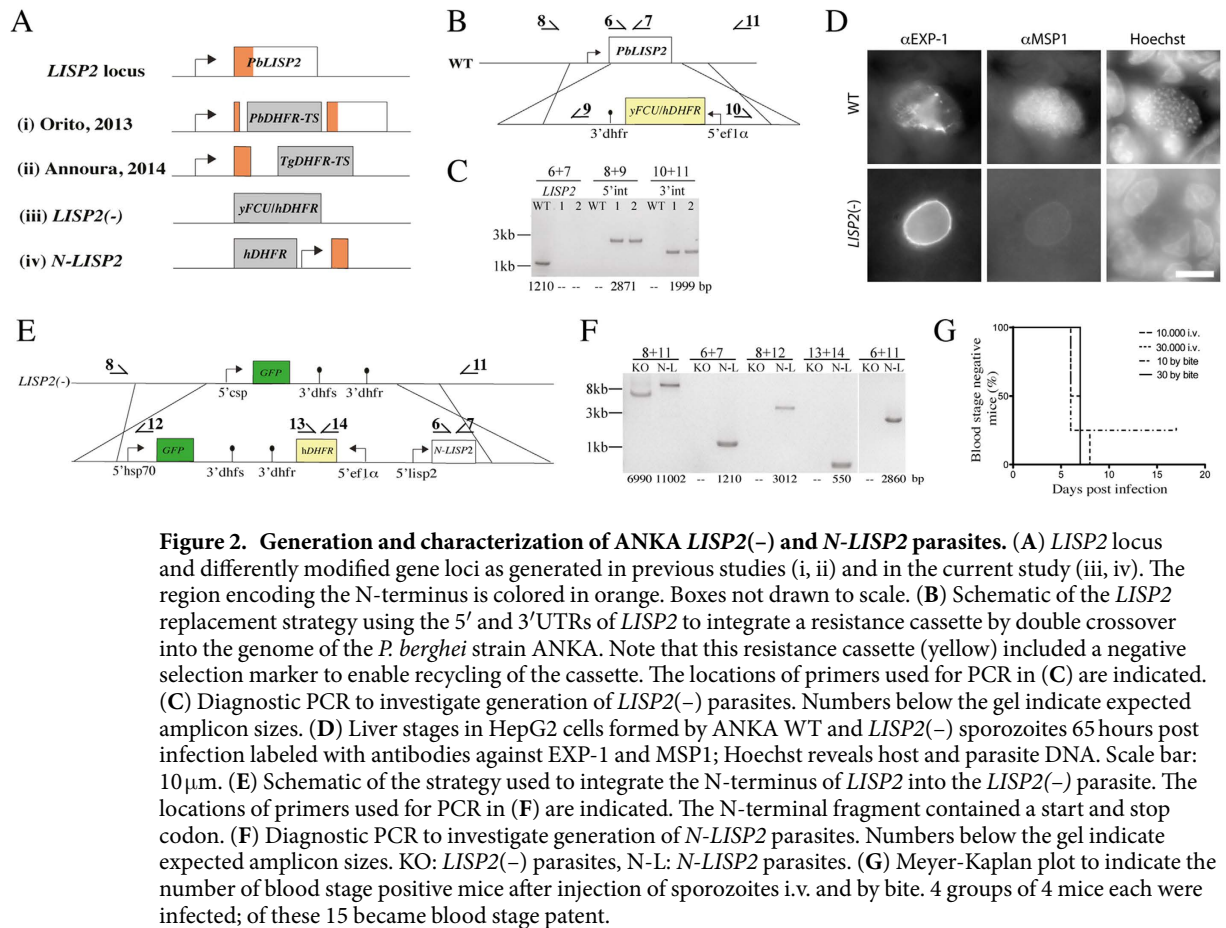 A
LISP2 locus
PbLISP2
(i) Orito, 2013
PbDHFR-TS
(ii) Annoura, 2014
TgDHFR-TS
(iii) LISP2(-)
yFCU/hDHFR
(iv) N-LISP2
hDHFR
B
8 6 7 11
PbLISP2
WT
9 yFCU/hDHFR 10
3'dhfr 5'ef1α
C
6+7 8+9 10+11
LISP2 5'int 3'int
WT 1 2 WT 1 2 WT 1 2
3kb
1kb
1210 -- -- -- 2871 -- 1999 bp
D
αEXP-1 αMSP1 Hoechst
WT
LISP2(-)
E
8 11
LISP2(-)
GFP
5'csp 3'dhfs 3'dhfr
12 13 14 6 7
GFP hDHFR N-LISP2
5'hsp70 3'dhfs 3'dhfr 5'ef1α 5'lisp2
F
8+11 6+7 8+12 13+14 6+11
KO N-L KO N-L KO N-L KO N-L KO N-L
8kb
3kb
1kb
6990 11002 -- 1210 -- 3012 -- 550 -- 2860 bp
G
Blood stage negative
mice (%)
100
50
0
0 5 10 15 20
Days post infection
10.000 i.v.
30.000 i.v.
10 by bite
30 by bite
Figure 2. Generation and characterization of ANKA LISP2(–) and N-LISP2 parasites. (A) LISP2 locus
and differently modified gene loci as generated in previous studies (i, ii) and in the current study (iii, iv). The
region encoding the N-terminus is colored in orange. Boxes not drawn to scale. (B) Schematic of the LISP2
replacement strategy using the 5′ and 3′UTRs of LISP2 to integrate a resistance cassette by double crossover
into the genome of the P. berghei strain ANKA. Note that this resistance cassette (yellow) included a negative
selection marker to enable recycling of the cassette. The locations of primers used for PCR in (C) are indicated.
(C) Diagnostic PCR to investigate generation of LISP2(–) parasites. Numbers below the gel indicate expected
amplicon sizes. (D) Liver stages in HepG2 cells formed by ANKA WT and LISP2(–) sporozoites 65 hours post
infection labeled with antibodies against EXP-1 and MSP1; Hoechst reveals host and parasite DNA. Scale bar:
10 μm. (E) Schematic of the strategy used to integrate the N-terminus of LISP2 into the LISP2(–) parasite. The
locations of primers used for PCR in (F) are indicated. The N-terminal fragment contained a start and stop
codon. (F) Diagnostic PCR to investigate generation of N-LISP2 parasites. Numbers below the gel indicate
expected amplicon sizes. KO: LISP2(–) parasites, N-L: N-LISP2 parasites. (G) Meyer-Kaplan plot to indicate the
number of blood stage positive mice after injection of sporozoites i.v. and by bite. 4 groups of 4 mice each were
infected; of these 15 became blood stage patent.